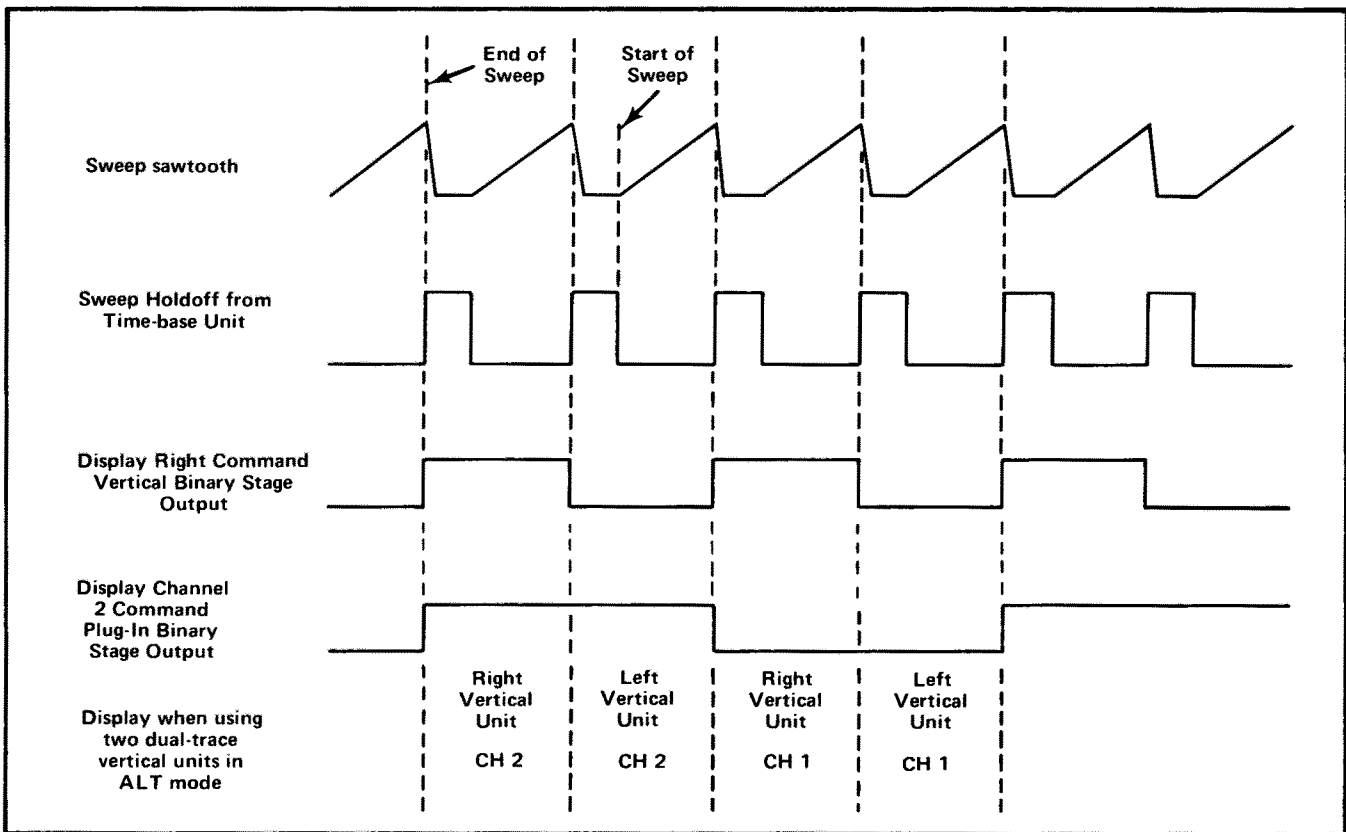 End of
Sweep
Start of
Sweep
Sweep sawtooth
Sweep Holdoff from
Time-base Unit
Display Right Command
Vertical Binary Stage
Output
Display Channel
2 Command
Plug-In Binary
Stage Output
Display when using
two dual-trace
vertical units in
ALT mode
Right
Vertical
Unit
CH 2
Left
Vertical
Unit
CH 2
Right
Vertical
Unit
CH 1
Left
Vertical
Unit
CH 1